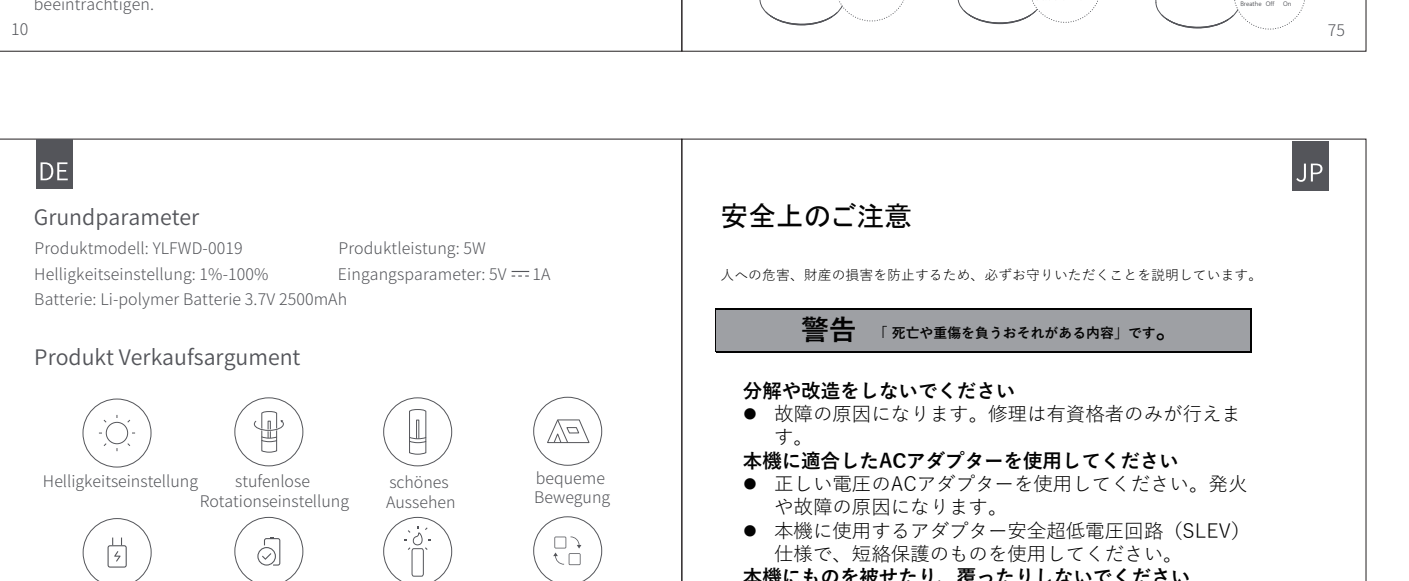 beeinträchtigen.
10
Breathe Off On
75
DE
Grundparameter
Produktmodell: YLFWD-0019 Produktleistung: 5W
Helligkeitseinstellung: 1%-100% Eingangsparameter: 5V ⎓ 1A
Batterie: Li-polymer Batterie 3.7V 2500mAh
Produkt Verkaufsargument
Helligkeitseinstellung
stufenlose
Rotationseinstellung
schönes
Aussehen
bequeme
Bewegung
JP
安全上のご注意
人への危害、財産の損害を防止するため、必ずお守りいただくことを説明しています。
警告 「死亡や重傷を負うおそれがある内容」です。
分解や改造をしないでください
● 故障の原因になります。修理は有資格者のみが行えま
す。
本機に適合したACアダプターを使用してください
● 正しい電圧のACアダプターを使用してください。発火
や故障の原因になります。
● 本機に使用するアダプター安全超低電圧回路（SLEV）
仕様で、短絡保護のものを使用してください。
本機にものを被せたり、覆ったりしないでください